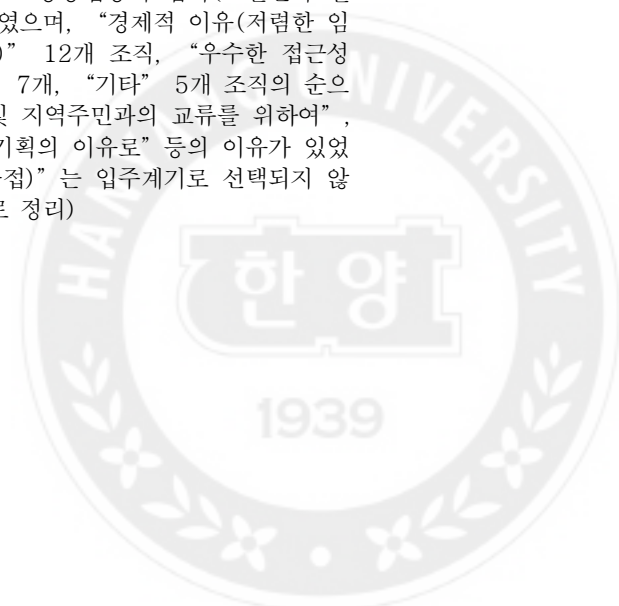 였으며, “경제적 이유(저렴한 임
)” 12개 조직, “우수한 접근성
7개, “기타” 5개 조직의 순으
및 지역주민과의 교류를 위하여”,
기획의 이유로” 등의 이유가 있었
접)”는 입주계기로 선택되지 않
로 정리)
HANYANG UNIVERSITY
한양
1939